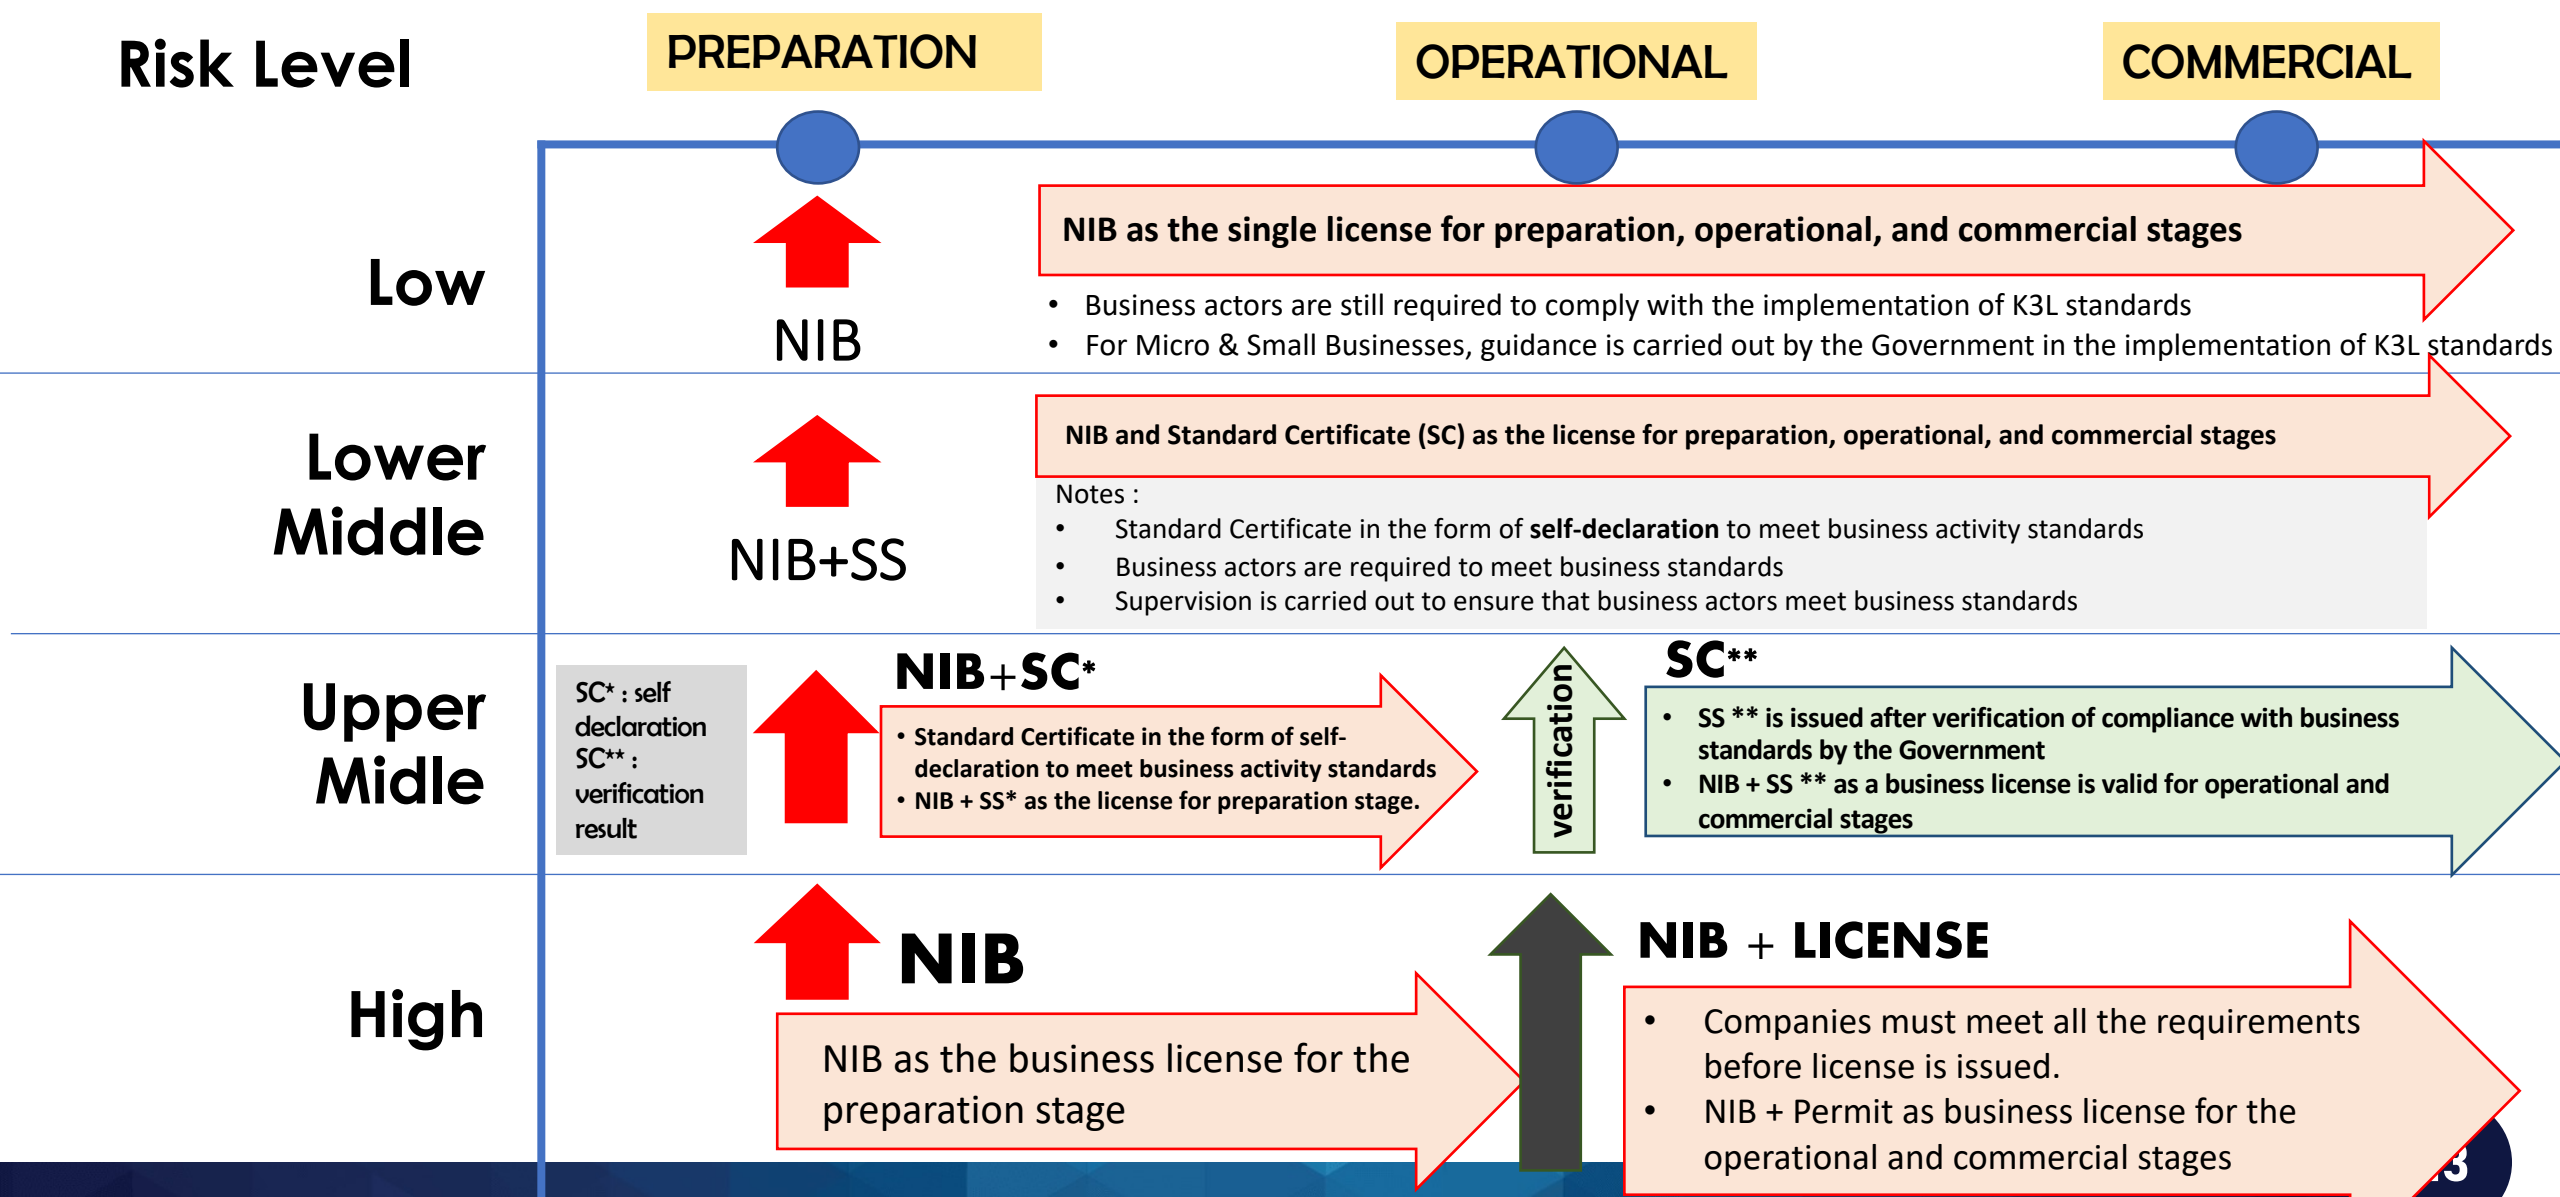 Risk Level
PREPARATION
OPERATIONAL
COMMERCIAL
Low
NIB
NIB as the single license for preparation, operational, and commercial stages
• Business actors are still required to comply with the implementation of K3L standards
• For Micro & Small Businesses, guidance is carried out by the Government in the implementation of K3L standards
Lower
Middle
NIB+SS
NIB and Standard Certificate (SC) as the license for preparation, operational, and commercial stages
Notes :
• Standard Certificate in the form of self-declaration to meet business activity standards
• Business actors are required to meet business standards
• Supervision is carried out to ensure that business actors meet business standards
Upper
Midle
SC* : self
declaration
SC** :
verification
result
NIB+SC*
• Standard Certificate in the form of self-
declaration to meet business activity standards
• NIB + SS* as the license for preparation stage.
verification
SC**
• SS ** is issued after verification of compliance with business
standards by the Government
• NIB + SS ** as a business license is valid for operational and
commercial stages
High
NIB
NIB as the business license for the
preparation stage
NIB + LICENSE
• Companies must meet all the requirements
before license is issued.
• NIB + Permit as business license for the
operational and commercial stages